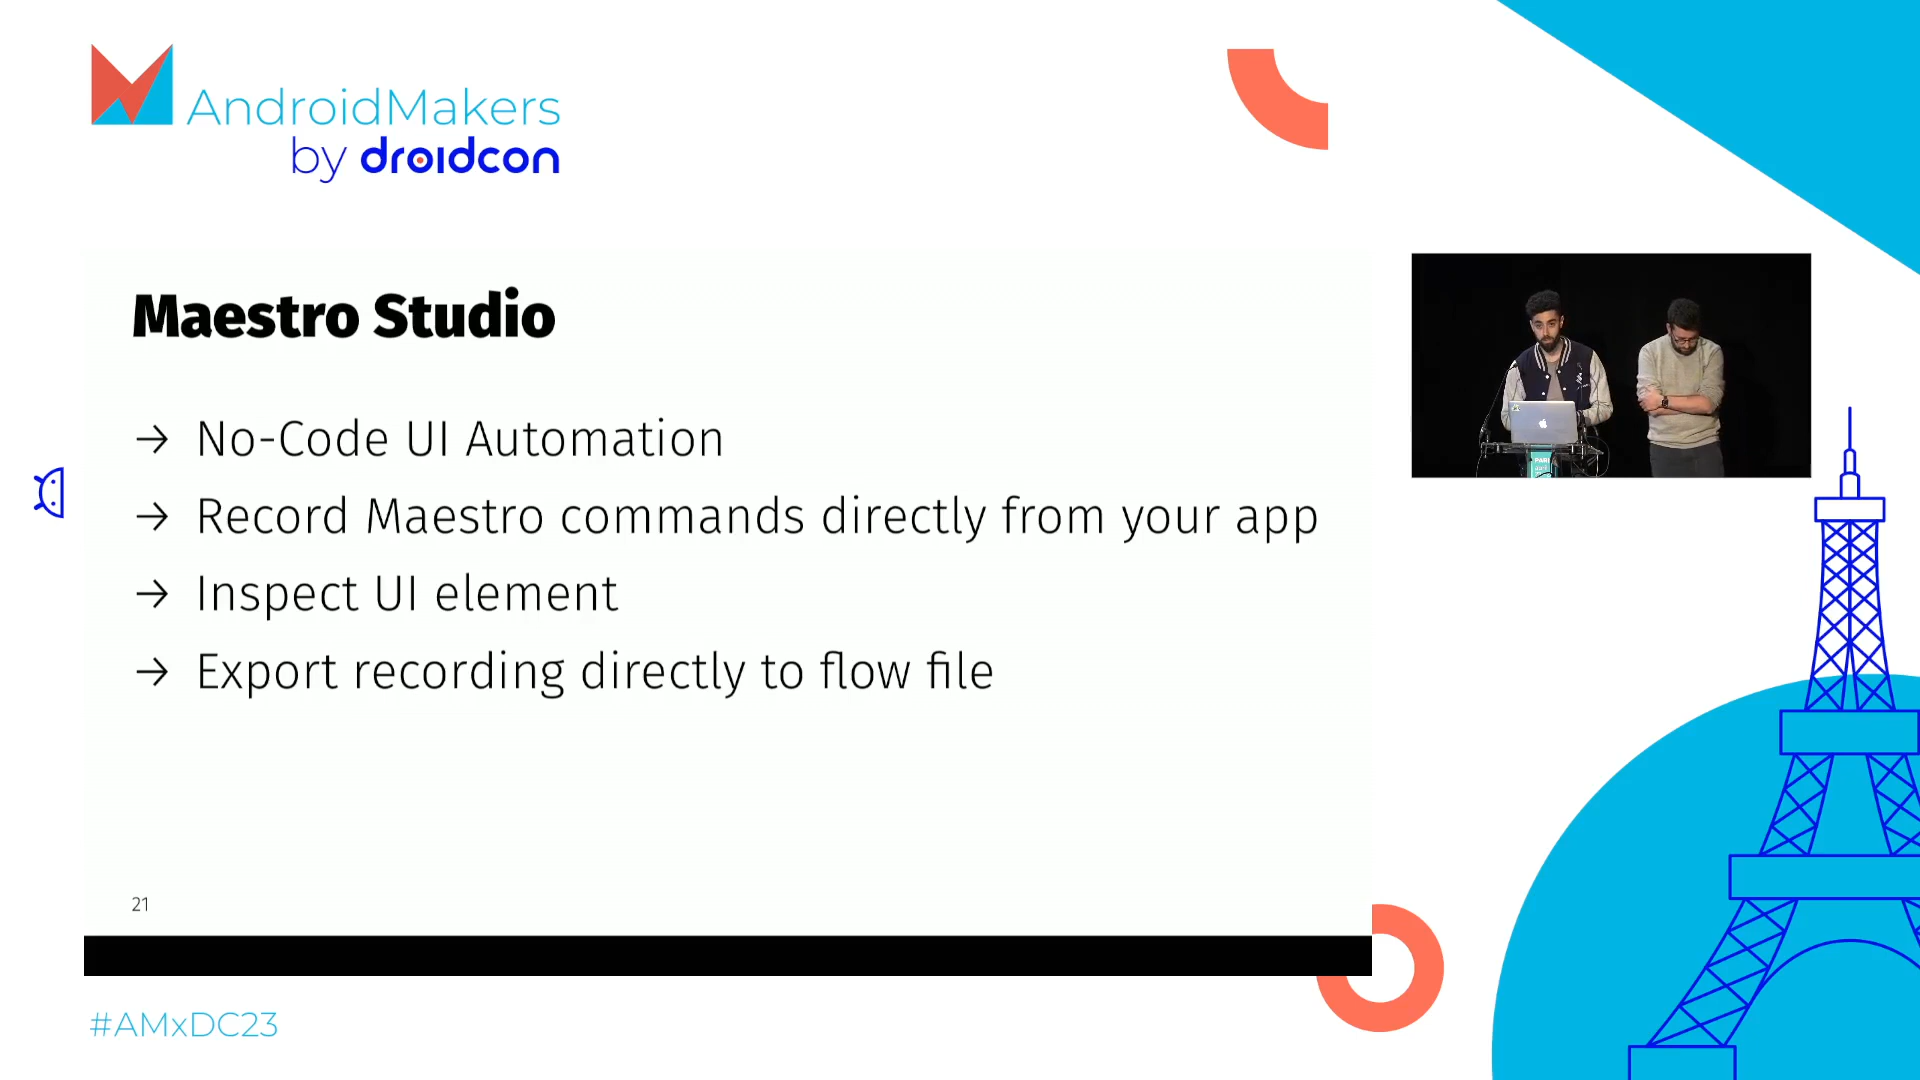 AndroidMakers
by droidcon
Maestro Studio
→ No-Code UI Automation
→ Record Maestro commands directly from your app
→ Inspect UI element
→ Export recording directly to flow file
21
#AMxDC23